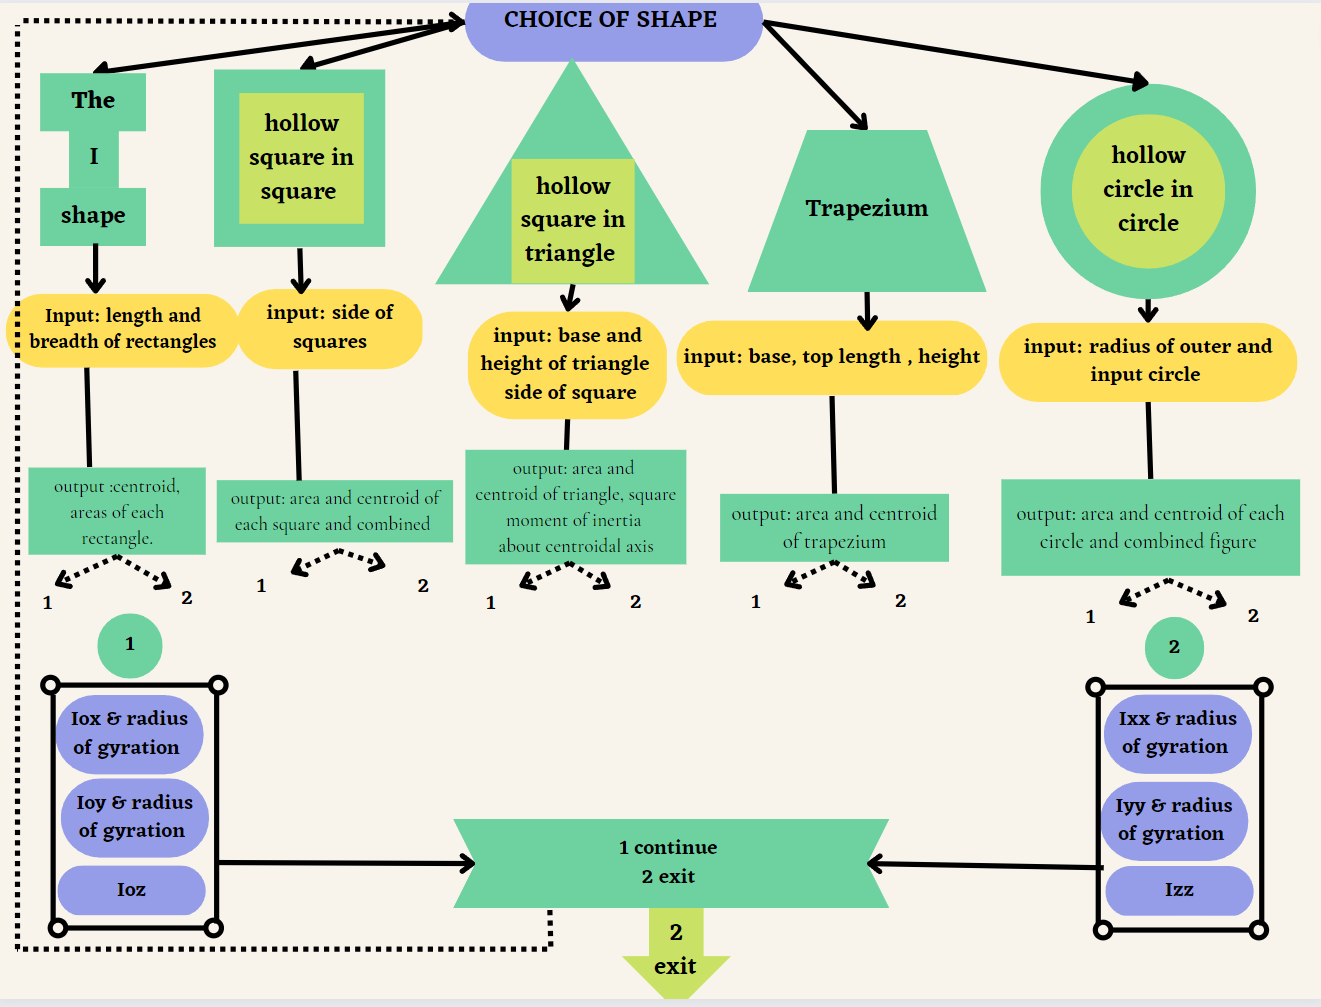 CHOICE OF SHAPE
The
I
shape
hollow
square in
square
hollow
square in
triangle
Trapezium
hollow
circle in
circle
Input: length and
breadth of rectangles
input: side of
squares
input: base and
height of triangle
side of square
input: base, top length , height
input: radius of outer and
input circle
output :centroid,
areas of each
rectangle.
output: area and centroid of
each square and combined
output: area and
centroid of triangle, square
moment of inertia
about centroidal axis
output: area and centroid
of trapezium
output: area and centroid of each
circle and combined figure
1
2
1
2
1
2
1
2
1
2
1
Iox & radius
of gyration
Ioy & radius
of gyration
Ioz
2
Ixx & radius
of gyration
Iyy & radius
of gyration
Izz
1 continue
2 exit
2
exit